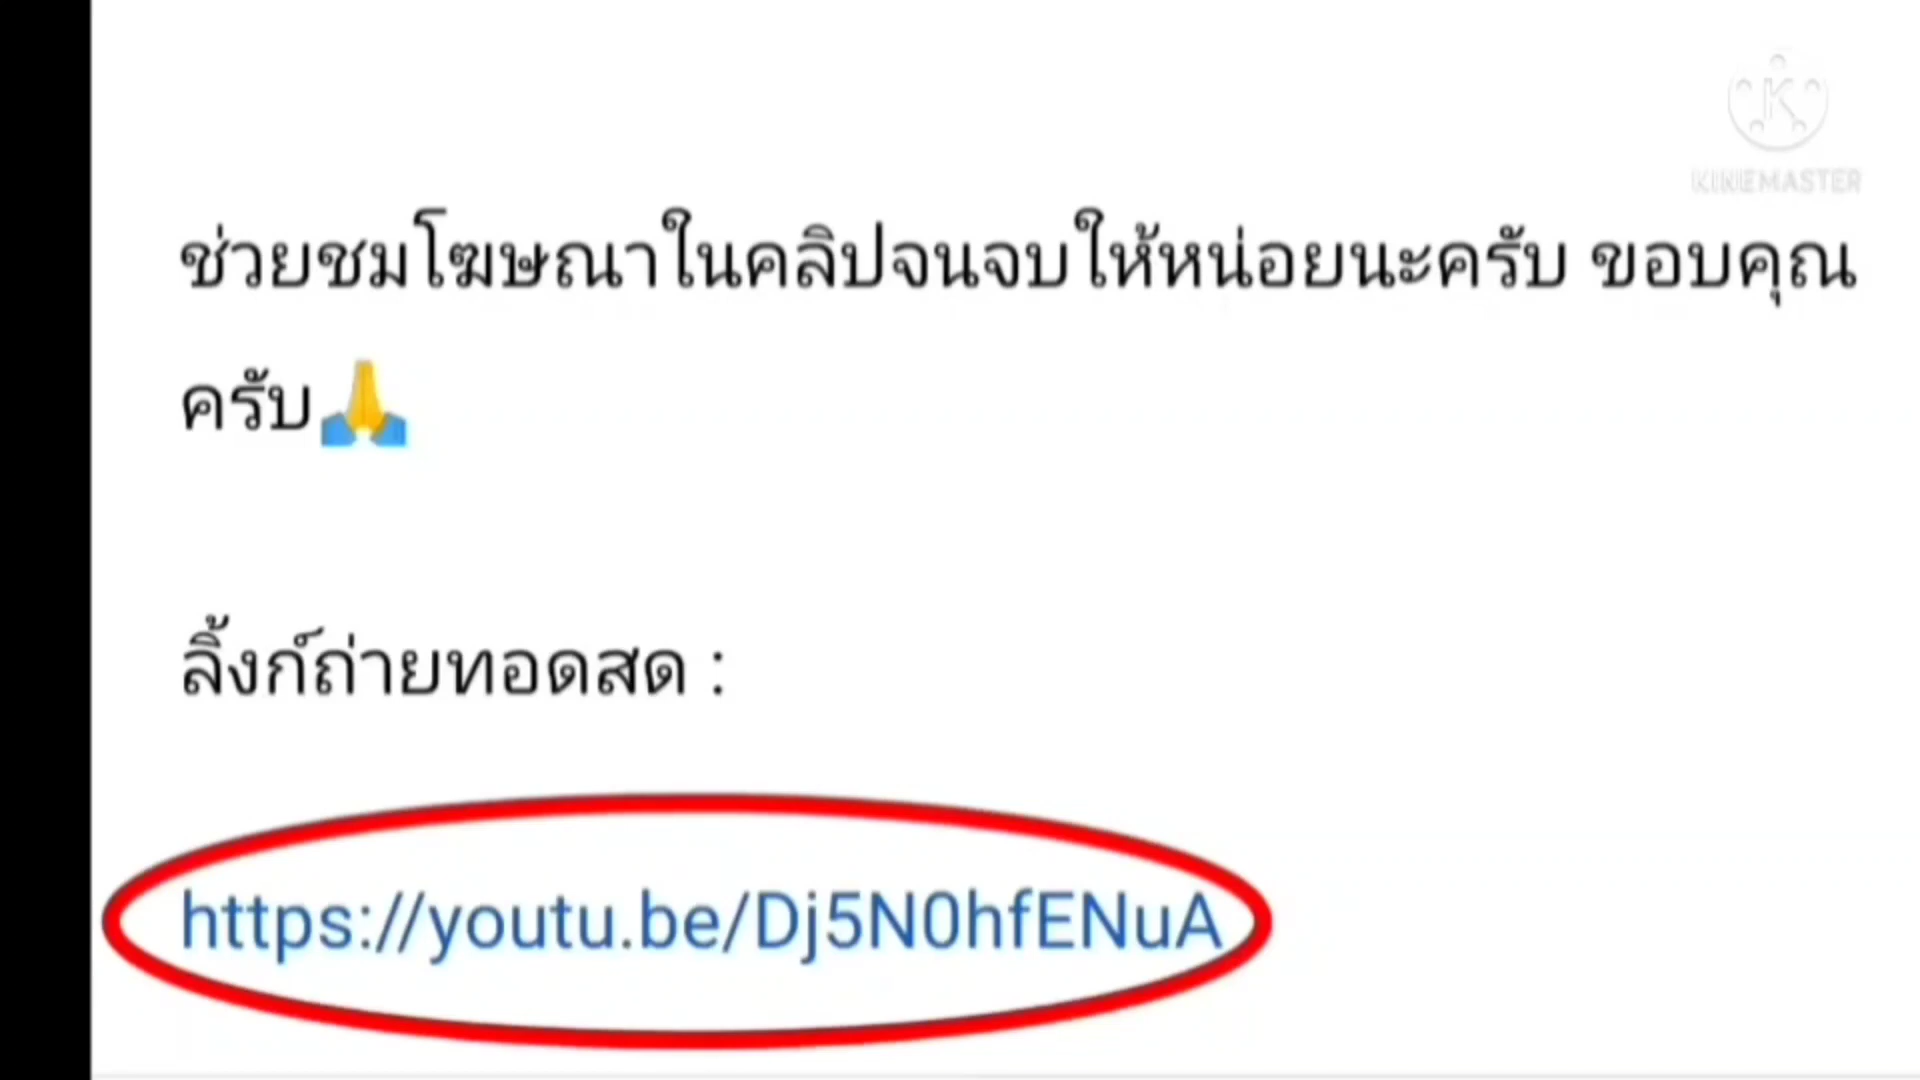 KINEMASTER
ช่วยชมโฆษณาในคลิปจนจบให้หน่อยนะครับ ขอบคุณ
ครับ🙏
ลิ้งก์ถ่ายทอดสด :
https://youtu.be/Dj5N0hfENuA